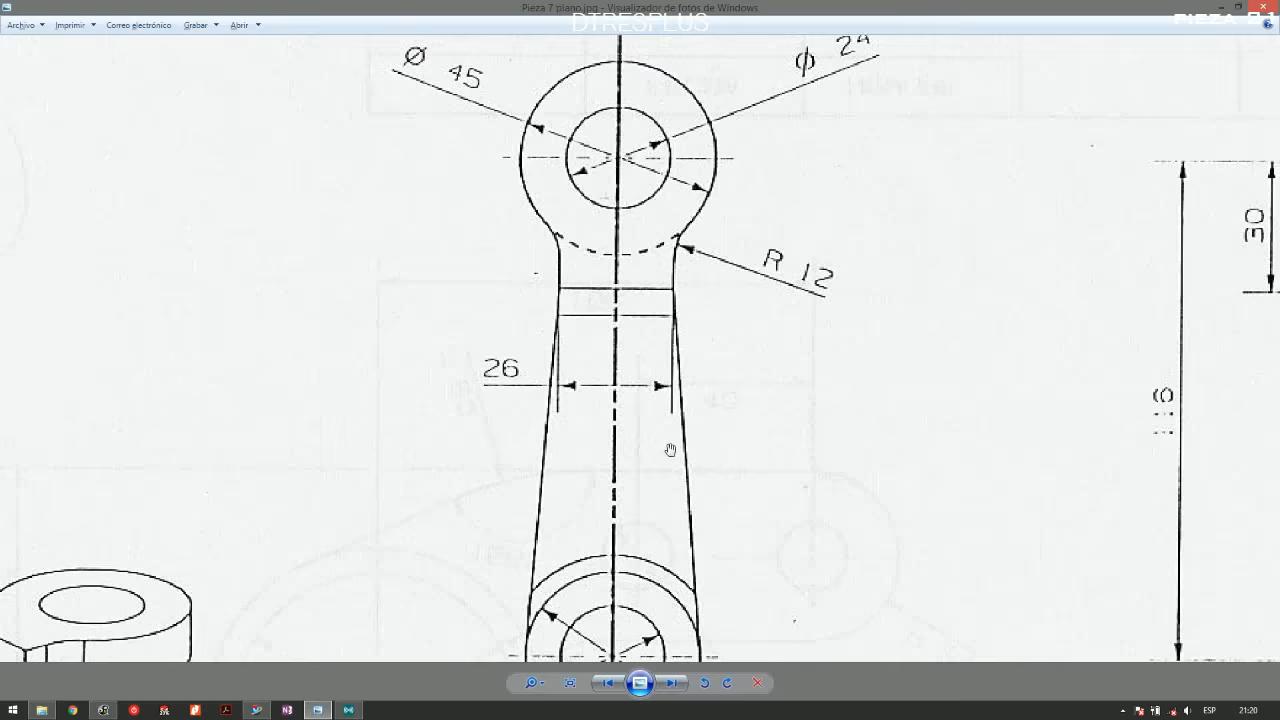 Pieza 7 plano.jpg - Visualizador de fotos de Windows
DTRESPLUS
Archivo Imprimir Correo electrónico Grabar Abrir
Ø 45
ϕ 24
R 12
30
26
ESP 21:20